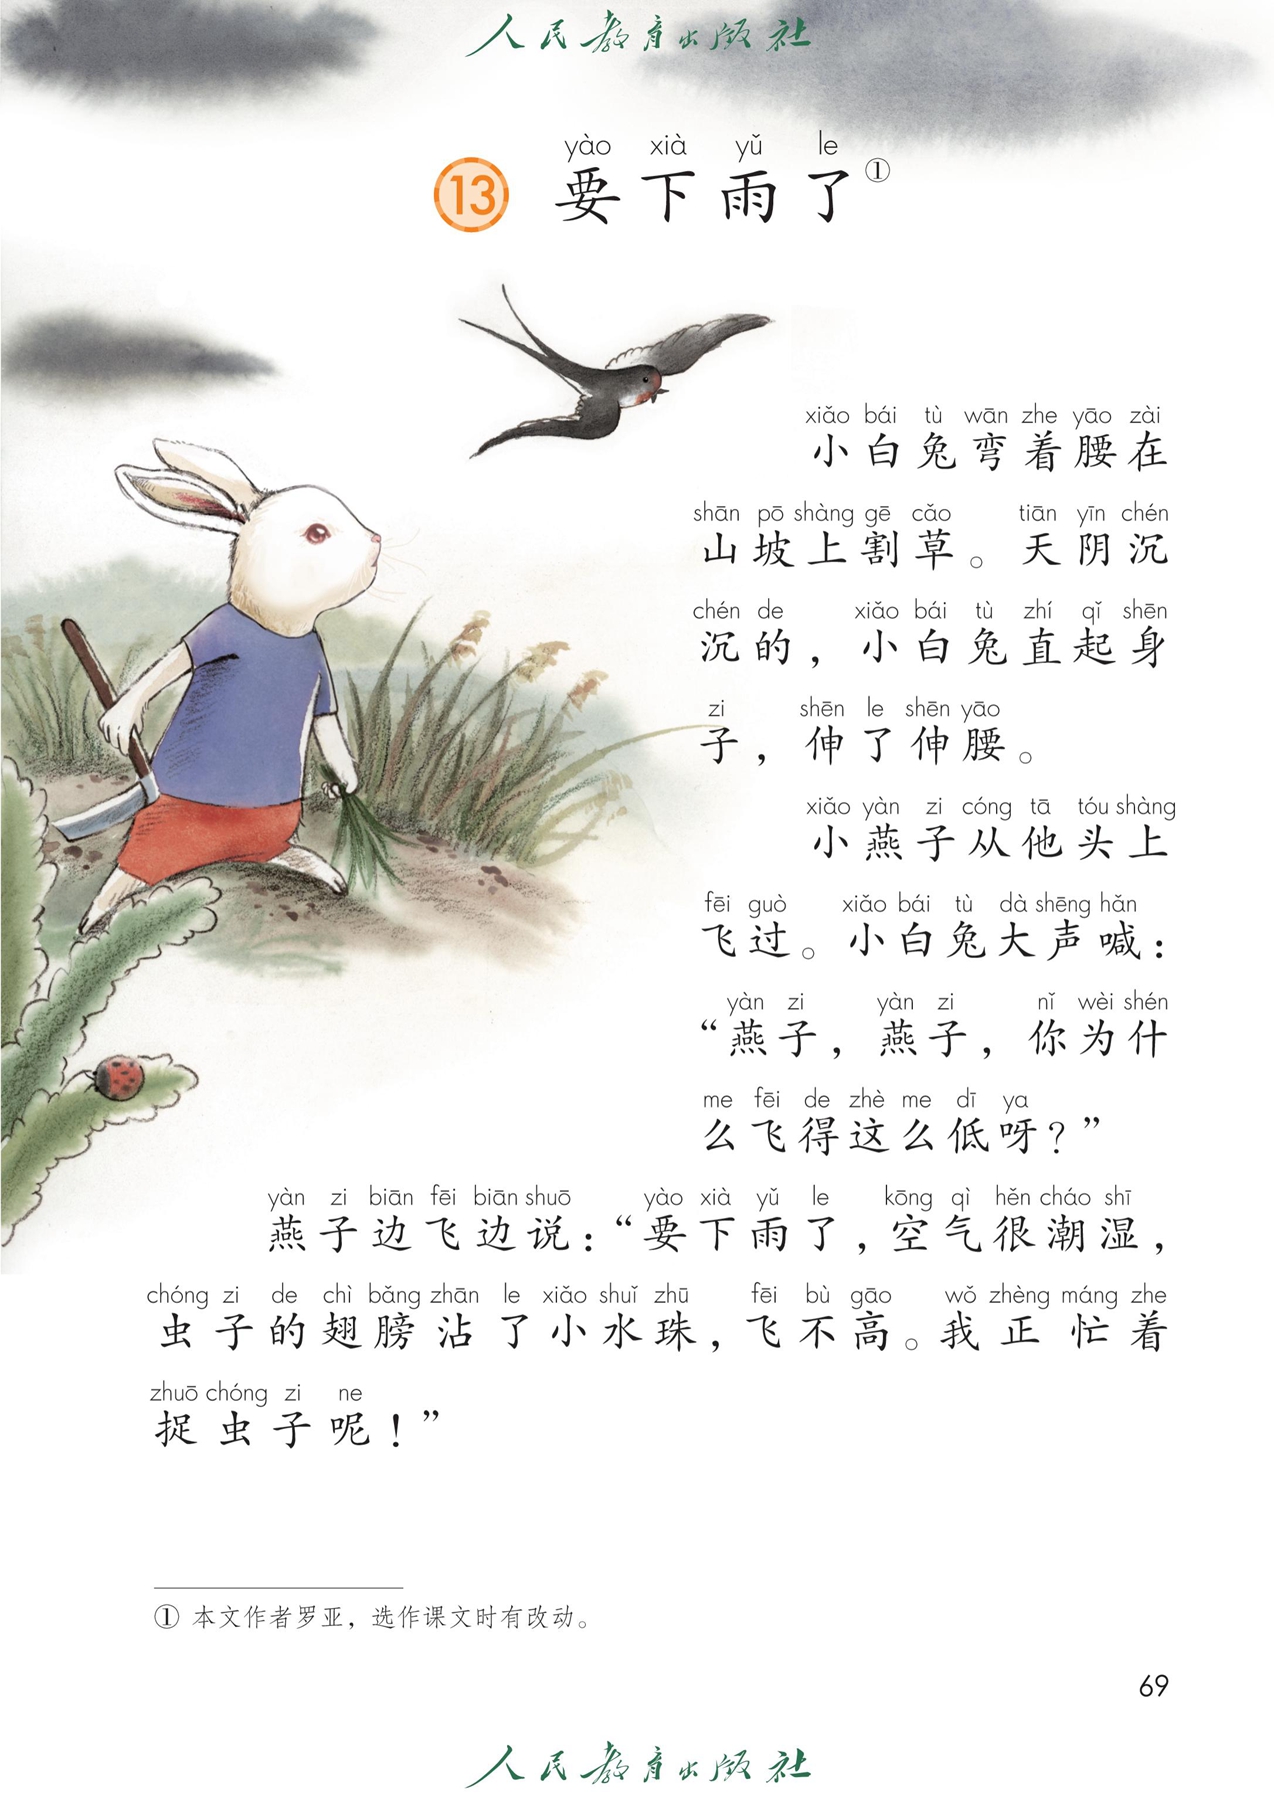 人民教育出版社
yào xià yǔ le
13 要下雨了①
xiǎo bái tù wān zhe yāo zài
小白兔弯着腰在
shān pō shàng gē cǎo tiān yīn chén
山坡上割草。天阴沉
chén de xiǎo bái tù zhí qǐ shēn
沉的，小白兔直起身
zi shēn le shēn yāo
子，伸了伸腰。
xiǎo yàn zi cóng tā tóu shàng
小燕子从他头上
fēi guò xiǎo bái tù dà shēng hǎn
飞过。小白兔大声喊：
yàn zi yàn zi nǐ wèi shén
“燕子，燕子，你为什
me fēi de zhè me dī ya
么飞得这么低呀？”
yàn zi biān fēi biān shuō yào xià yǔ le kōng qì hěn cháo shī
燕子边飞边说：“要下雨了，空气很潮湿，
chóng zi de chì bǎng zhān le xiǎo shuǐ zhū fēi bù gāo wǒ zhèng máng zhe
虫子的翅膀沾了小水珠，飞不高。我正忙着
zhuō chóng zi ne
捉虫子呢！”
① 本文作者罗亚，选作课文时有改动。
69
人民教育出版社